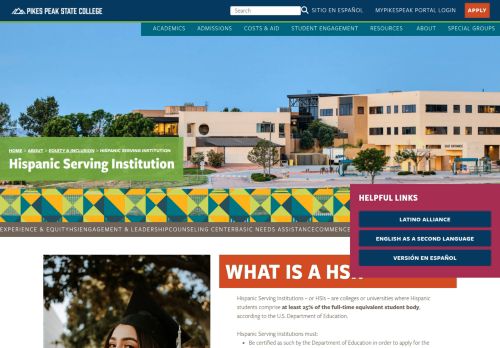 PIKES PEAK STATE COLLEGE
Search
SITIO EN ESPAÑOL
MYPIKESPEAK PORTAL LOGIN
APPLY
ACADEMICS ADMISSIONS COSTS & AID STUDENT ENGAGEMENT RESOURCES ABOUT SPECIAL GROUPS
HOME > ABOUT > EQUITY & INCLUSION > HISPANIC SERVING INSTITUTION
Hispanic Serving Institution
HELPFUL LINKS
LATINO ALLIANCE
ENGLISH AS A SECOND LANGUAGE
VERSIÓN EN ESPAÑOL
EXPERIENCE & EQUITYHSIENGAGEMENT & LEADERSHIPCOUNSELING CENTERBASIC NEEDS ASSISTANCECOMMENCE
WHAT IS A HS
Hispanic Serving Institutions – or HSIs – are colleges or universities where Hispanic
students comprise at least 25% of the full-time equivalent student body,
according to the U.S. Department of Education.
Hispanic Serving Institutions must:
• Be certified as such by the Department of Education in order to apply for the